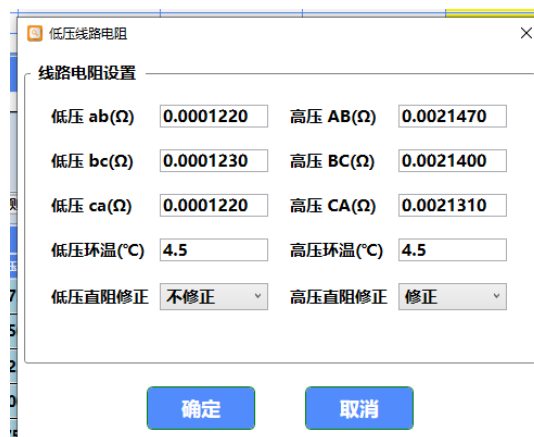 低压线路电阻
线路电阻设置
低压 ab(Ω) 0.0001220 高压 AB(Ω) 0.0021470
低压 bc(Ω) 0.0001230 高压 BC(Ω) 0.0021400
低压 ca(Ω) 0.0001220 高压 CA(Ω) 0.0021310
低压环温(℃) 4.5 高压环温(℃) 4.5
低压直阻修正 不修正 高压直阻修正 修正
确定 取消